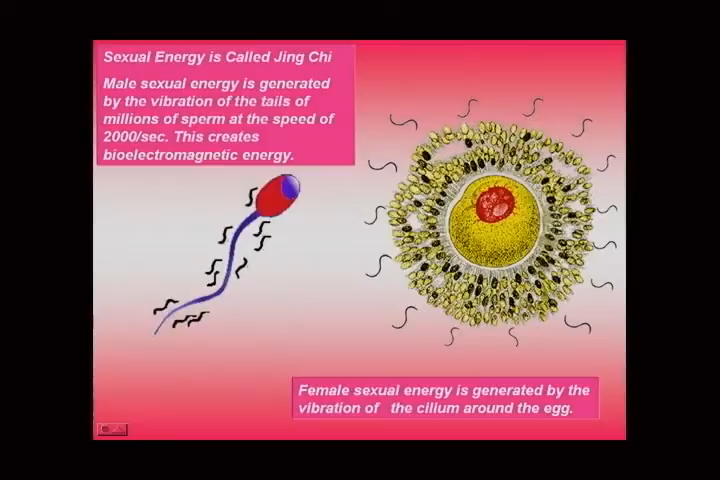 Sexual Energy is Called Jing Chi
Male sexual energy is generated
by the vibration of the tails of
millions of sperm at the speed of
2000/sec. This creates
bioelectromagnetic energy.
Female sexual energy is generated by the
vibration of the cilium around the egg.